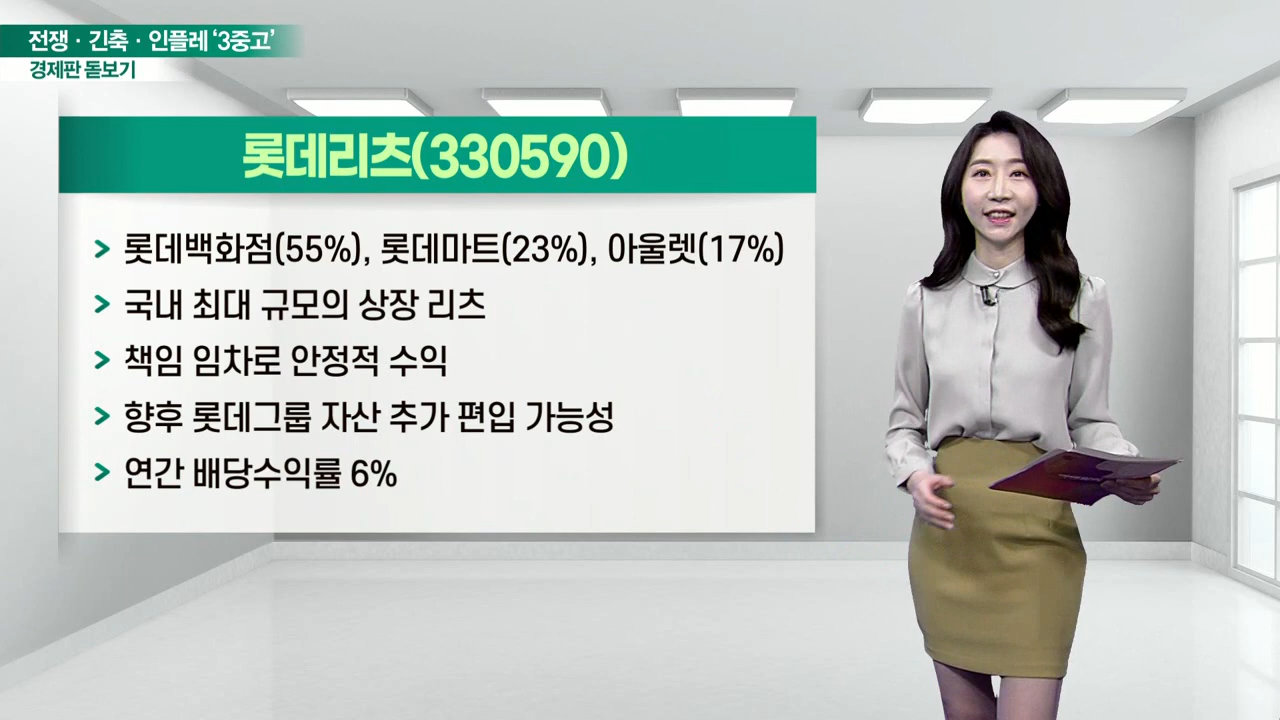 전쟁·긴축·인플레 ‘3중고’
경제판 돋보기
롯데리츠(330590)
> 롯데백화점(55%), 롯데마트(23%), 아울렛(17%)
> 국내 최대 규모의 상장 리츠
> 책임 임차로 안정적 수익
> 향후 롯데그룹 자산 추가 편입 가능성
> 연간 배당수익률 6%